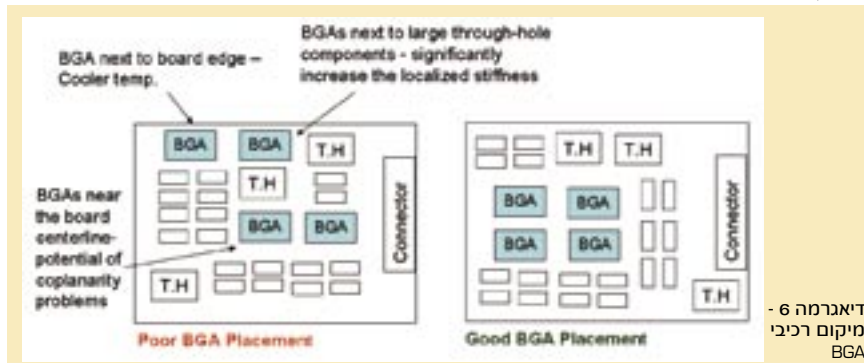 BGA next to board edge –
Cooler temp.
BGAs next to large through-hole
components - significantly
increase the localized stiffness
BGA
BGA
T.H
T.H
BGAs near
the board
centerline-
potential of
coplanarity
problems
BGA
BGA
T.H
Connector
Poor BGA Placement
T.H
T.H
BGA
BGA
BGA
BGA
Connector
T.H
Good BGA Placement
דיאגרמה 6 -
מיקום רכיבי
BGA